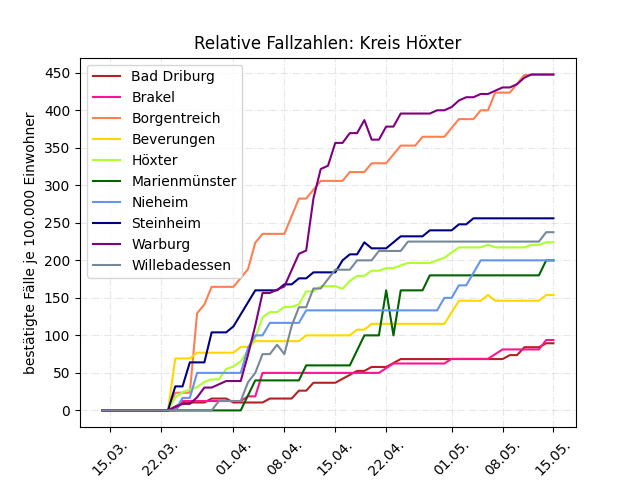 Relative Fallzahlen: Kreis Höxter
bestätigte Fälle je 100.000 Einwohner
450
400
350
300
250
200
150
100
50
0
Bad Driburg
Brakel
Borgentreich
Beverungen
Höxter
Marienmünster
Nieheim
Steinheim
Warburg
Willebadessen
15.03.
22.03.
01.04.
08.04.
15.04.
22.04.
01.05.
08.05.
15.05.